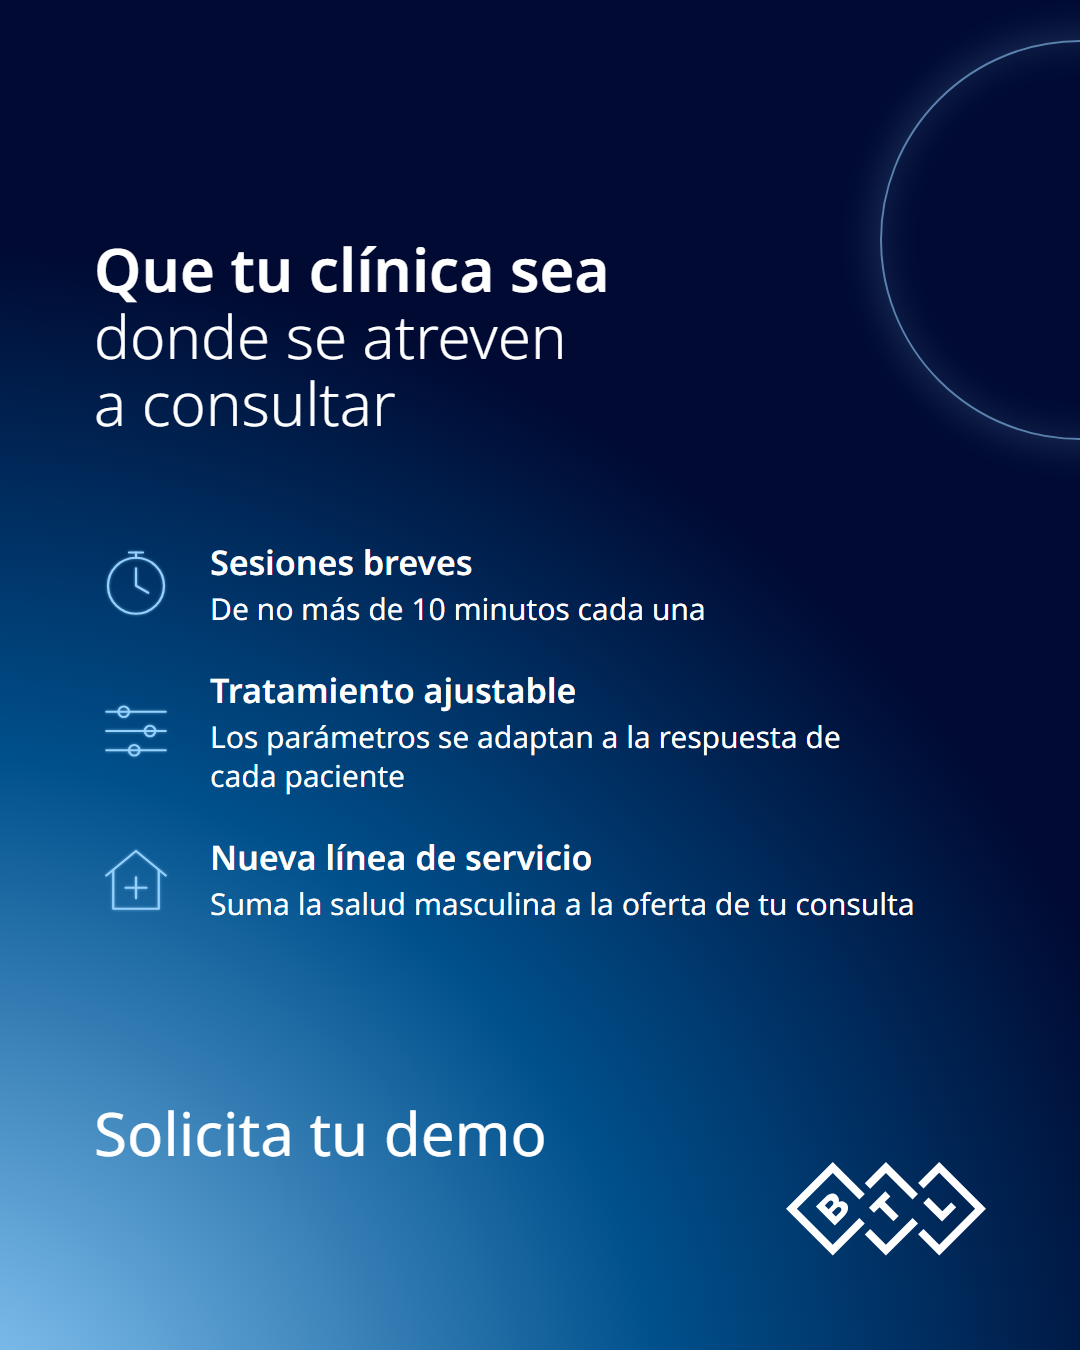 Que tu clínica sea
donde se atreven
a consultar
Sesiones breves
De no más de 10 minutos cada una
Tratamiento ajustable
Los parámetros se adaptan a la respuesta de
cada paciente
Nueva línea de servicio
Suma la salud masculina a la oferta de tu consulta
Solicita tu demo
BTL